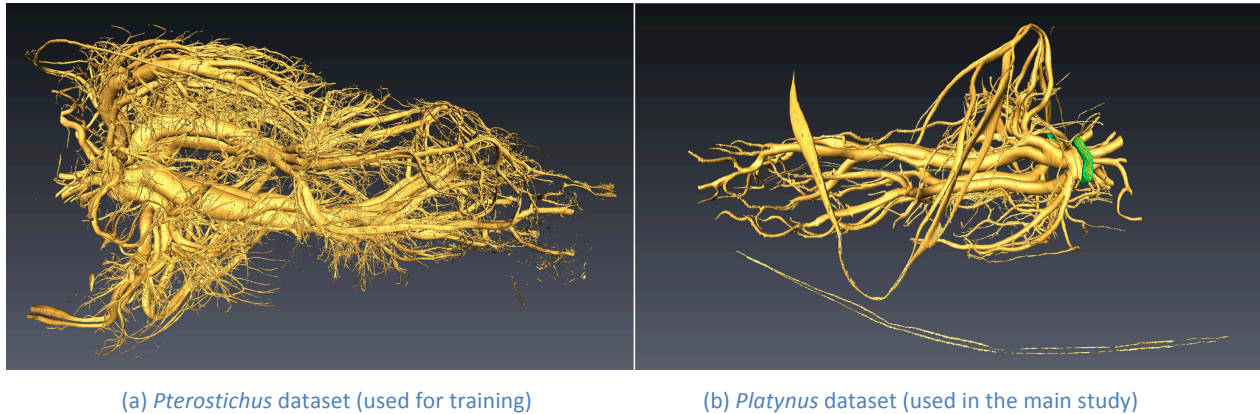 (a) Pterostichus dataset (used for training)
(b) Platynus dataset (used in the main study)